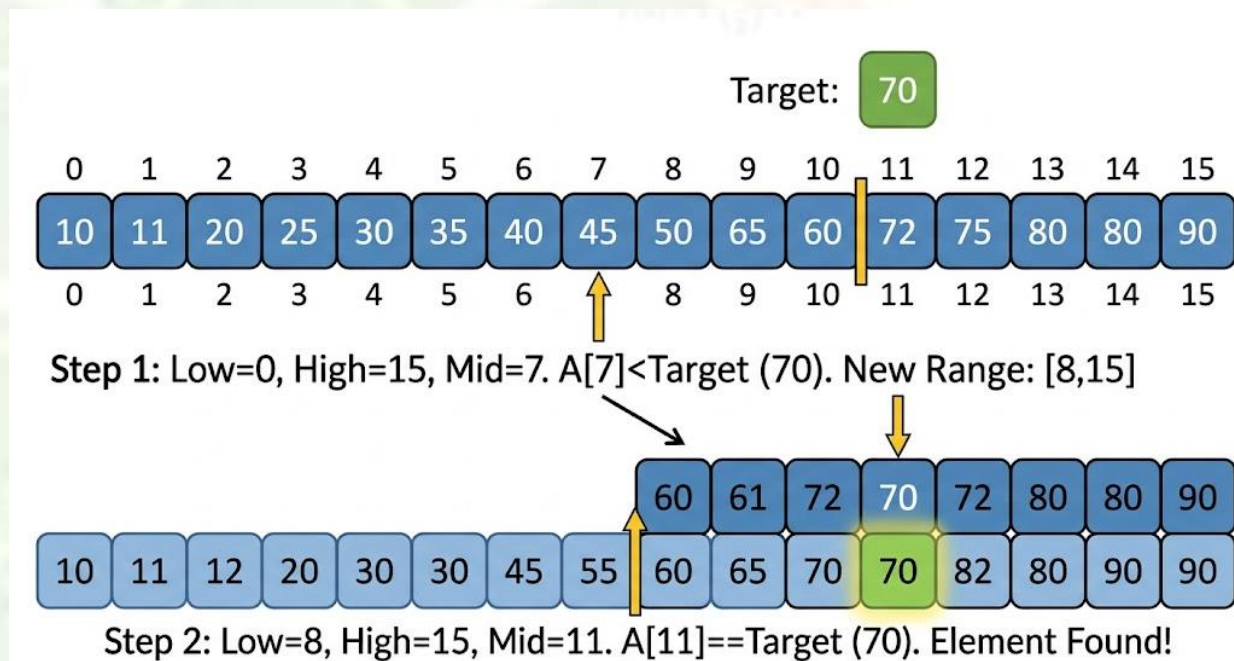 Target: 70
0 1 2 3 4 5 6 7 8 9 10 11 12 13 14 15
10 11 20 25 30 35 40 45 50 65 60 72 75 80 80 90
0 1 2 3 4 5 6 8 9 10 11 12 13 14 15
Step 1: Low=0, High=15, Mid=7. A[7]<Target (70). New Range: [8,15]
60 61 72 70 72 80 80 90
10 11 12 20 30 30 45 55 60 65 70 70 82 80 90 90
Step 2: Low=8, High=15, Mid=11. A[11]==Target (70). Element Found!